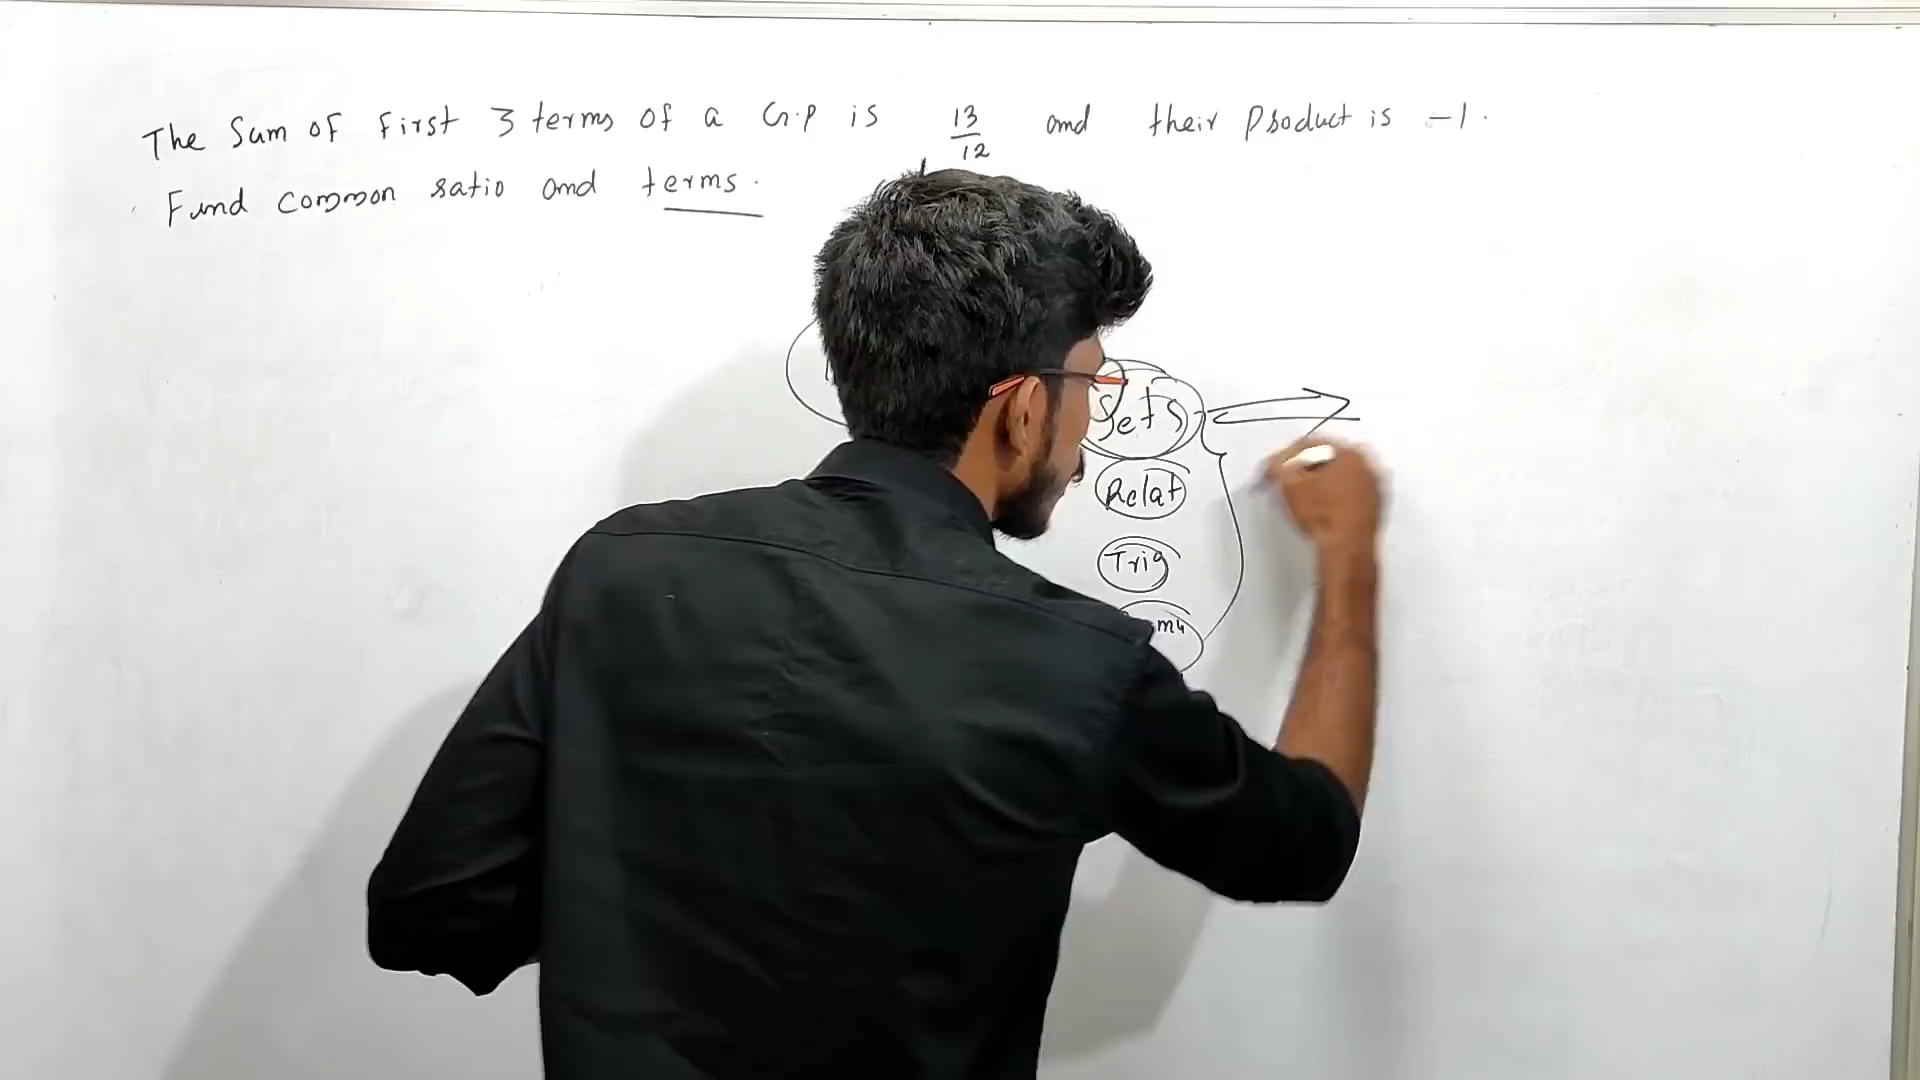 The Sum of First 3 terms of a G.P is 13/12 and their Product is -1.
Find common ratio and terms.
Sets
Relat
Trig